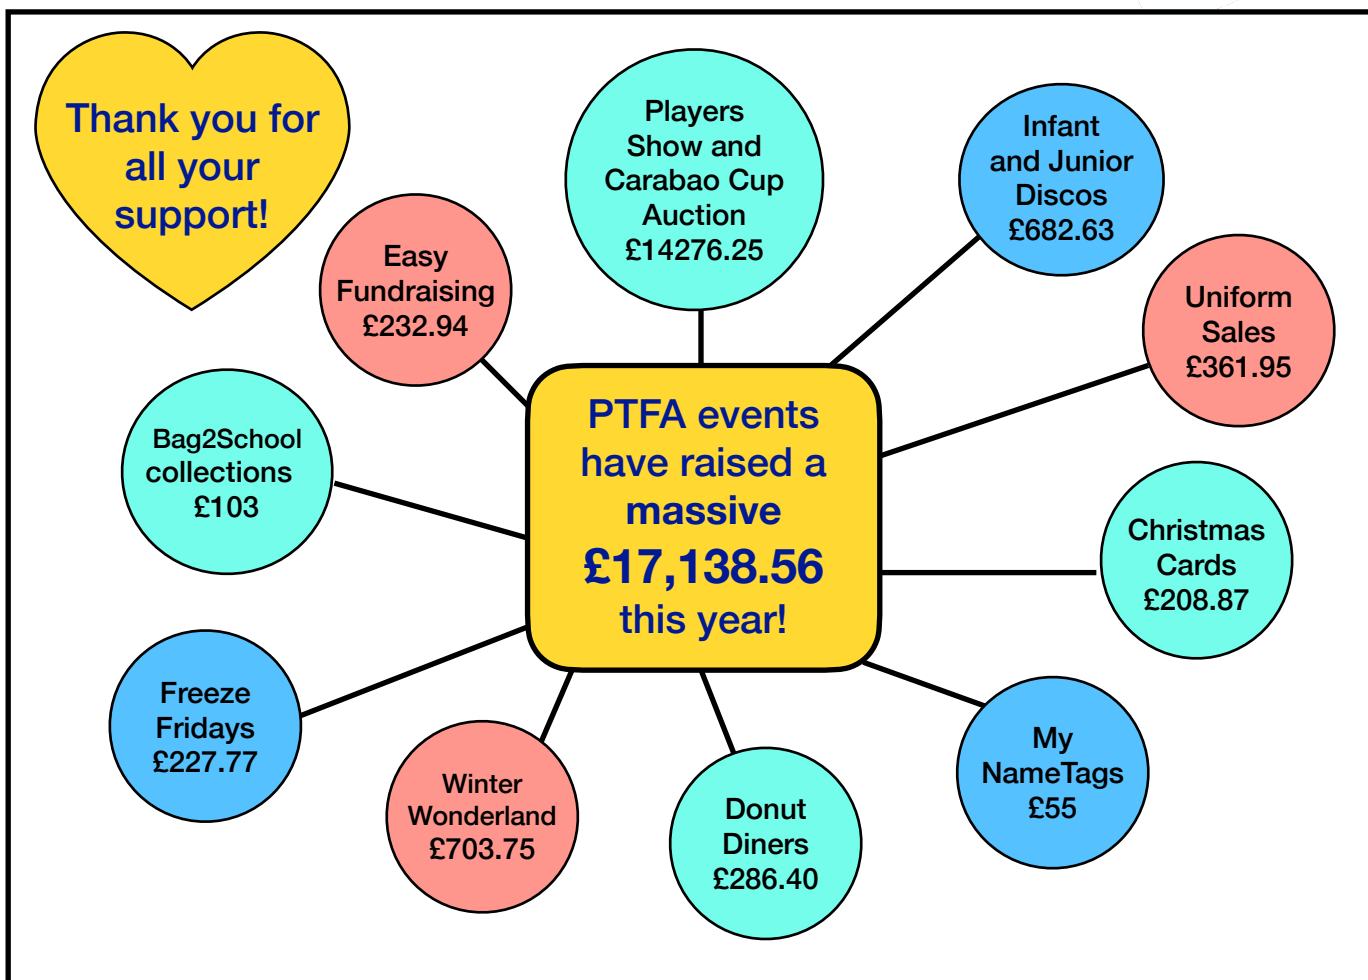 Thank you for
all your
support!
Players
Show and
Carabao Cup
Auction
£14276.25
Infant
and Junior
Discos
£682.63
Easy
Fundraising
£232.94
Uniform
Sales
£361.95
PTFA events
have raised a
massive
£17,138.56
this year!
Bag2School
collections
£103
Christmas
Cards
£208.87
Freeze
Fridays
£227.77
Winter
Wonderland
£703.75
Donut
Diners
£286.40
My
NameTags
£55